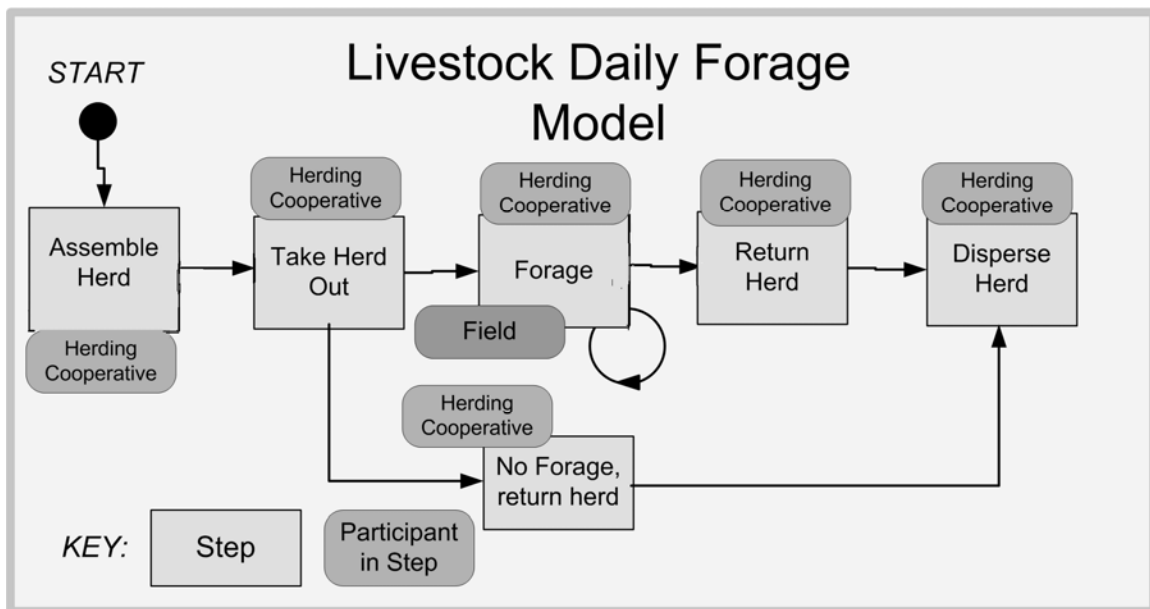 START
Livestock Daily Forage
Model
Herding
Cooperative
Herding
Cooperative
Herding
Cooperative
Herding
Cooperative
Assemble
Herd
Take Herd
Out
Forage
Return
Herd
Disperse
Herd
Herding
Cooperative
Field
Herding
Cooperative
No Forage,
return herd
KEY:
Step
Participant
in Step